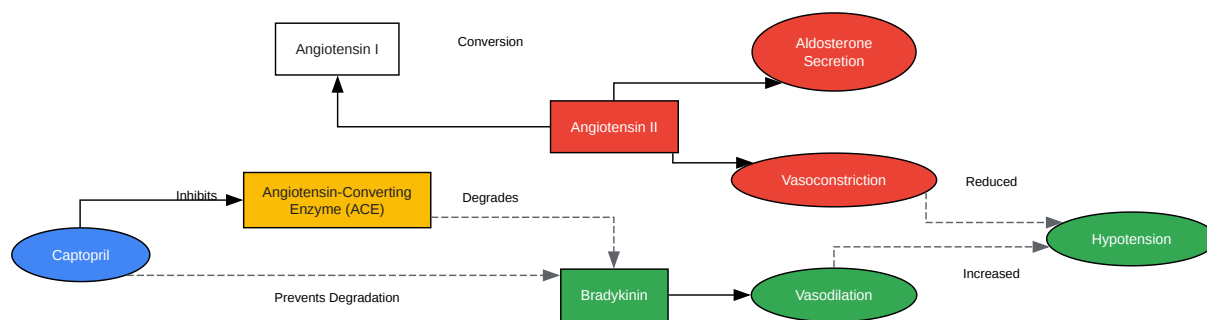 Aldosterone
Secretion
Angiotensin I
Conversion
Angiotensin II
Vasoconstriction
Reduced
Inhibits
Angiotensin-Converting
Enzyme (ACE)
Degrades
Captopril
Hypotension
Increased
Prevents Degradation
Bradykinin
Vasodilation